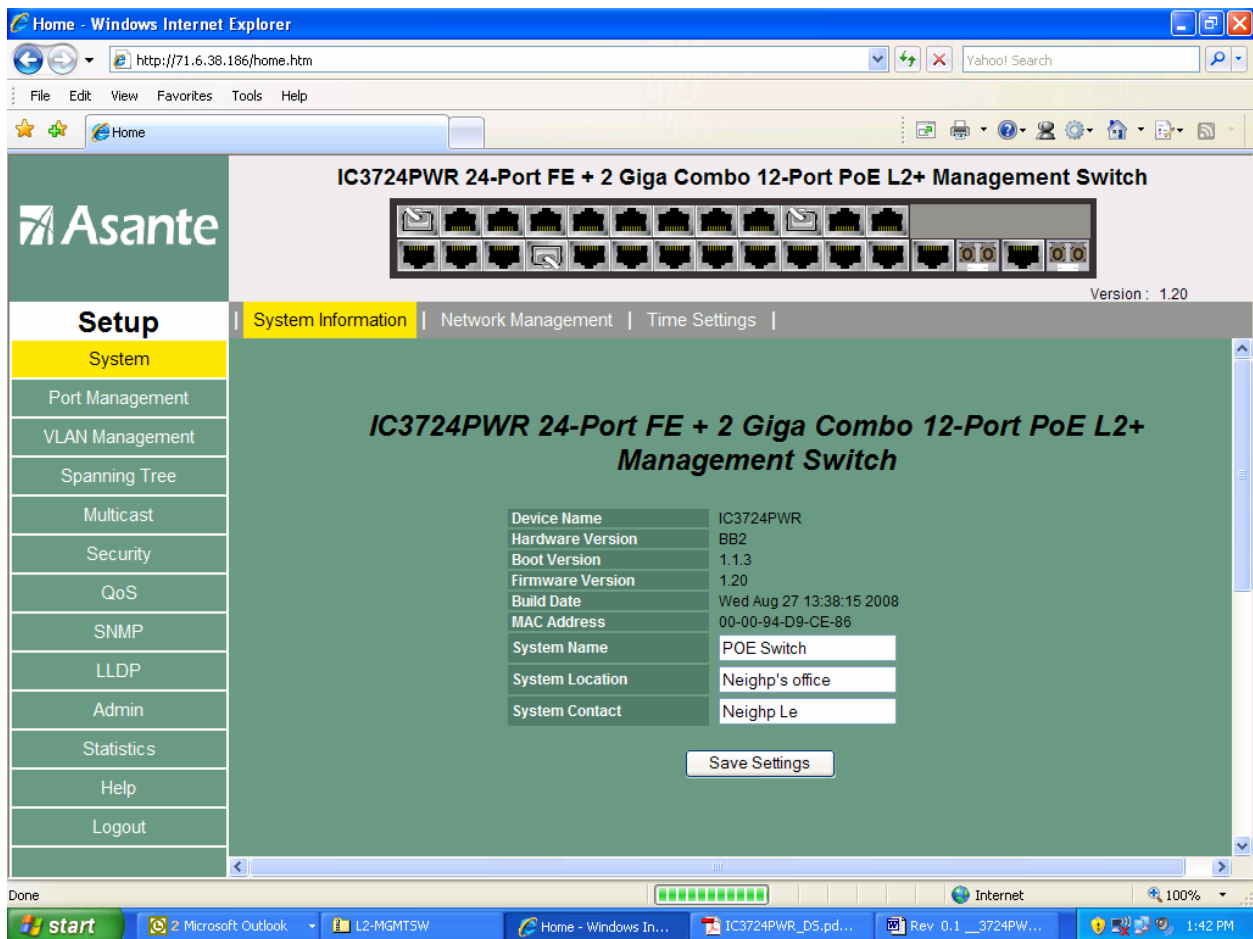 Home - Windows Internet Explorer
http://71.6.38.186/home.htm
Yahoo! Search
File Edit View Favorites Tools Help
Home
IC3724PWR 24-Port FE + 2 Giga Combo 12-Port PoE L2+ Management Switch
Asante
Version : 1.20
Setup
| System Information | Network Management | Time Settings |
System
Port Management
VLAN Management
Spanning Tree
Multicast
Security
QoS
SNMP
LLDP
Admin
Statistics
Help
Logout
IC3724PWR 24-Port FE + 2 Giga Combo 12-Port PoE L2+
Management Switch
Device Name IC3724PWR
Hardware Version BB2
Boot Version 1.1.3
Firmware Version 1.20
Build Date Wed Aug 27 13:38:15 2008
MAC Address 00-00-94-D9-CE-86
System Name POE Switch
System Location Neighp's office
System Contact Neighp Le
Save Settings
Done
Internet
100%
start
2 Microsoft Outlook
L2-MGMTSW
Home - Windows In...
IC3724PWR_DS.pd...
Rev 0.1 __3724PW...
1:42 PM